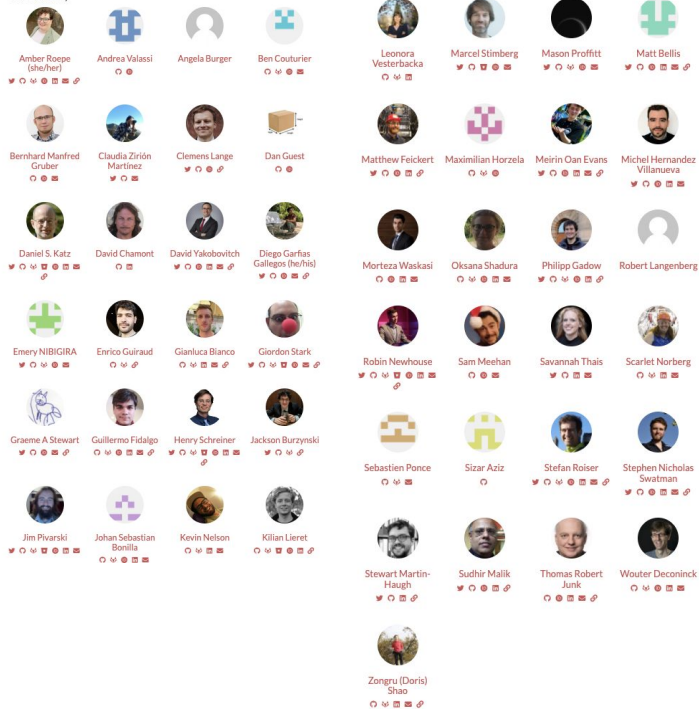 Amber Roepe
(she/her)
Andrea Valassi
Angela Burger
Ben Couturier
Bernhard Manfred
Gruber
Claudia Zirión
Martínez
Clemens Lange
Dan Guest
Daniel S. Katz
David Chamont
David Yakobovitch
Diego Garfias
Gallegos (he/his)
Emery NIBIGIRA
Enrico Guiraud
Gianluca Bianco
Giordon Stark
Graeme A Stewart
Guillermo Fidalgo
Henry Schreiner
Jackson Burzynski
Jim Pivarski
Johan Sebastian
Bonilla
Kevin Nelson
Kilian Lieret
Leonora
Vesterbacka
Marcel Stimberg
Mason Proffitt
Matt Bellis
Matthew Feickert
Maximilian Horzela
Meirin Oan Evans
Michel Hernandez
Villanueva
Morteza Waskasi
Oksana Shadura
Philipp Gadow
Robert Langenberg
Robin Newhouse
Sam Meehan
Savannah Thais
Scarlet Norberg
Sebastien Ponce
Sizar Aziz
Stefan Roiser
Stephen Nicholas
Swatman
Stewart Martin-
Haugh
Sudhir Malik
Thomas Robert
Junk
Wouter Deconinck
Zongru (Doris)
Shao